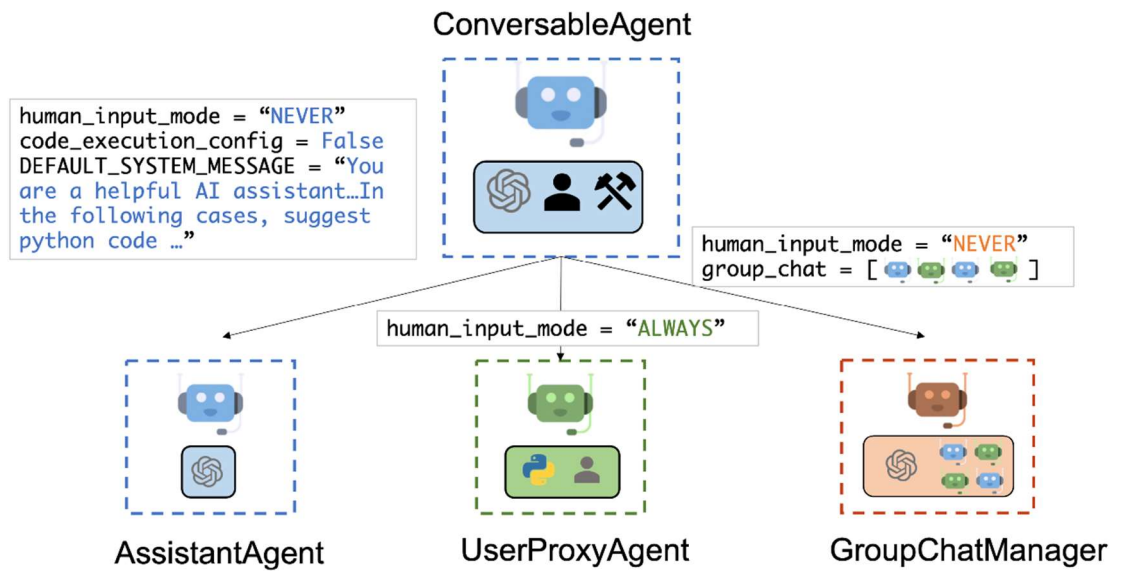 ConversableAgent
human_input_mode = “NEVER”
code_execution_config = False
DEFAULT_SYSTEM_MESSAGE = “You
are a helpful AI assistant…In
the following cases, suggest
python code …”
human_input_mode = “NEVER”
group_chat = [ ]
human_input_mode = “ALWAYS”
AssistantAgent
UserProxyAgent
GroupChatManager